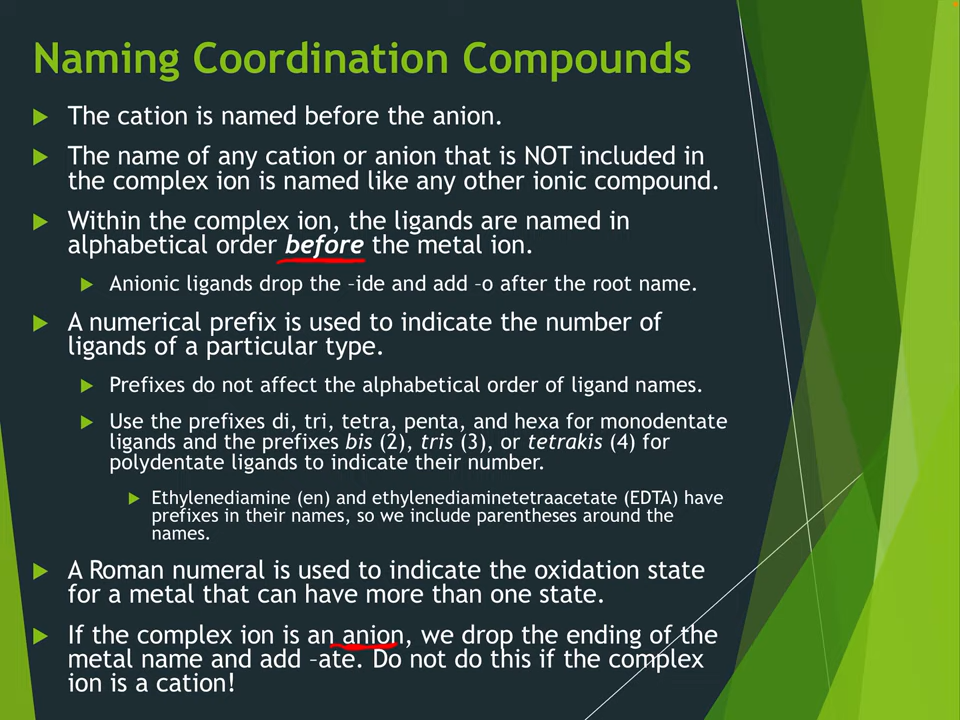 Naming Coordination Compounds
The cation is named before the anion.
The name of any cation or anion that is NOT included in
the complex ion is named like any other ionic compound.
Within the complex ion, the ligands are named in
alphabetical order before the metal ion.
Anionic ligands drop the –ide and add –o after the root name.
A numerical prefix is used to indicate the number of
ligands of a particular type.
Prefixes do not affect the alphabetical order of ligand names.
Use the prefixes di, tri, tetra, penta, and hexa for monodentate
ligands and the prefixes bis (2), tris (3), or tetrakis (4) for
polydentate ligands to indicate their number.
Ethylenediamine (en) and ethylenediaminetetraacetate (EDTA) have
prefixes in their names, so we include parentheses around the
names.
A Roman numeral is used to indicate the oxidation state
for a metal that can have more than one state.
If the complex ion is an anion, we drop the ending of the
metal name and add –ate. Do not do this if the complex
ion is a cation!